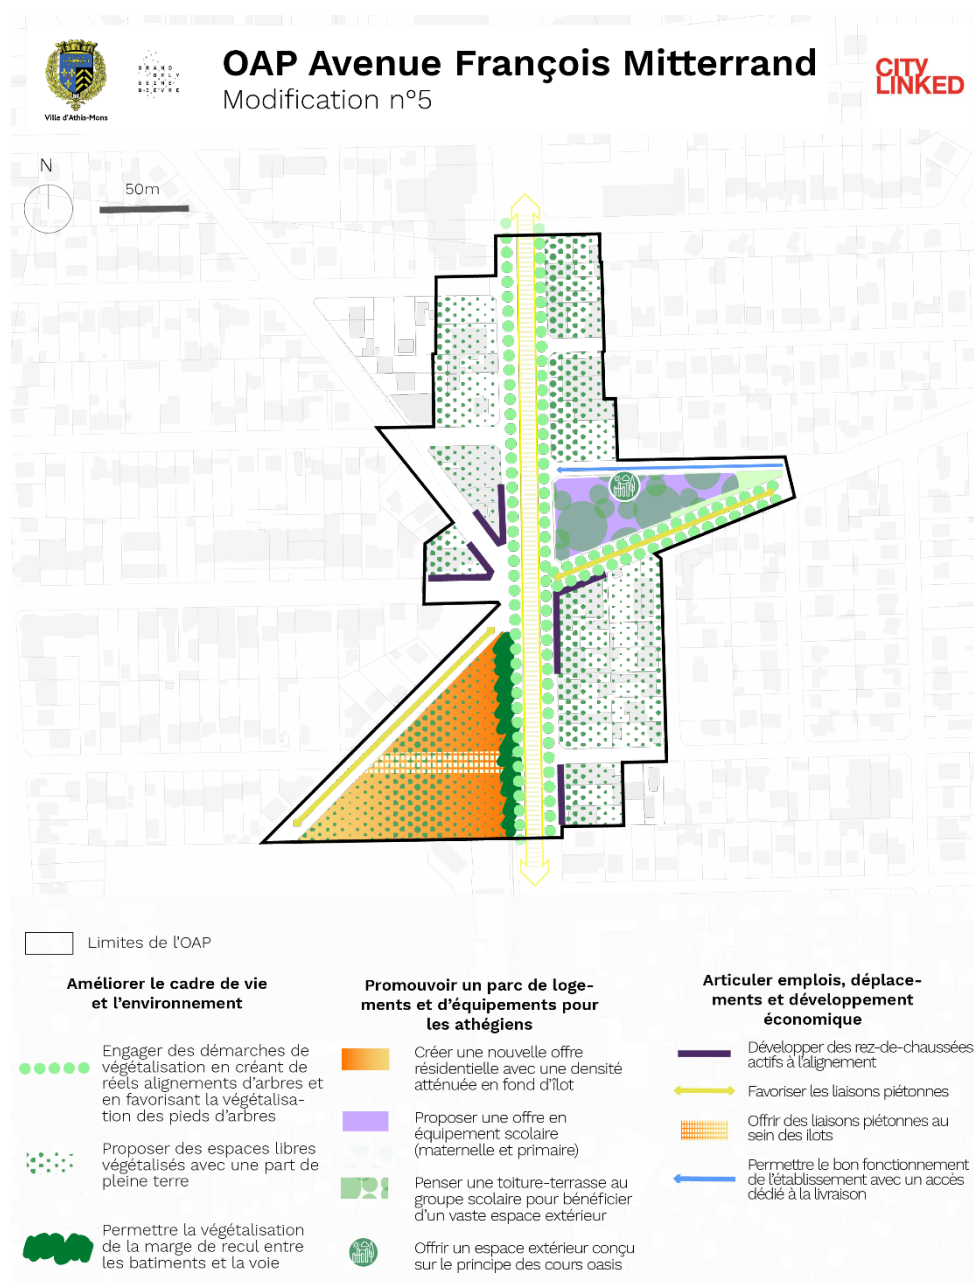 OAP Avenue François Mitterrand
Modification n°5
CITY
LINKED
GRAND
ORLY
SEINE
BIÈVRE
Ville d'Athis-Mons
N
50m
Limites de l'OAP
Améliorer le cadre de vie
et l'environnement
Engager des démarches de
végétalisation en créant de
réels alignements d'arbres et
en favorisant la végétalisa-
tion des pieds d'arbres
Proposer des espaces libres
végétalisés avec une part de
pleine terre
Permettre la végétalisation
de la marge de recul entre
les batiments et la voie
Promouvoir un parc de loge-
ments et d'équipements pour
les athégiens
Créer une nouvelle offre
résidentielle avec une densité
atténuée en fond d'îlot
Proposer une offre en
équipement scolaire
(maternelle et primaire)
Penser une toiture-terrasse au
groupe scolaire pour bénéficier
d'un vaste espace extérieur
Offrir un espace extérieur conçu
sur le principe des cours oasis
Articuler emplois, déplace-
ments et développement
économique
Développer des rez-de-chaussées
actifs à l'alignement
Favoriser les liaisons piétonnes
Offrir des liaisons piétonnes au
sein des ilots
Permettre le bon fonctionnement
de l'établissement avec un accès
dédié à la livraison